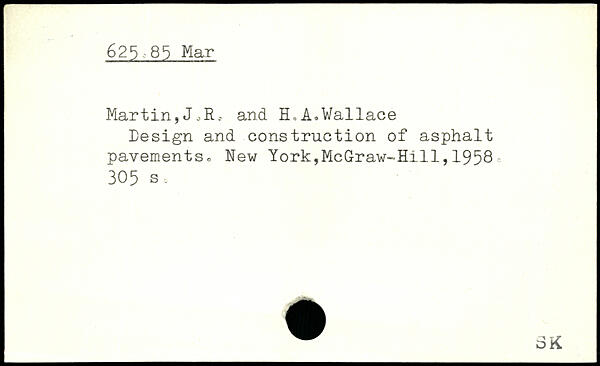 625.85 Mar
Martin,J.R. and H.A.Wallace
Design and construction of asphalt
pavements. New York,McGraw-Hill,1958.
305 s.
SK